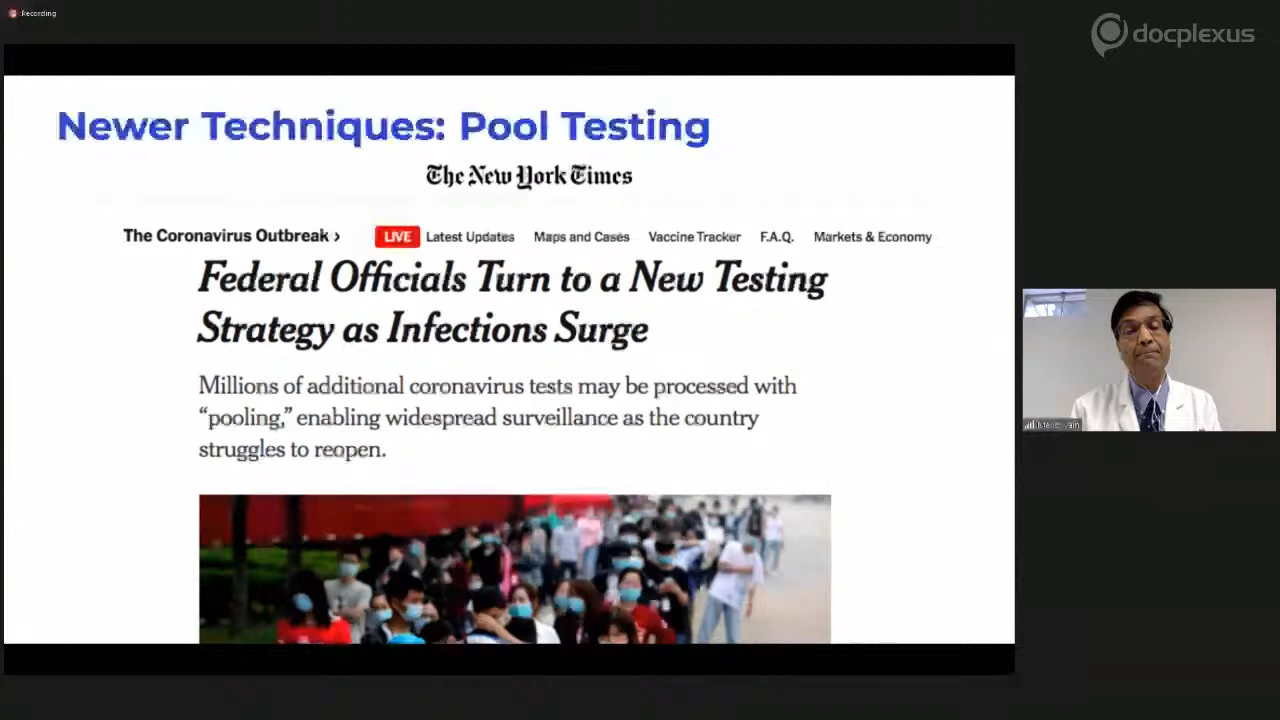 Recording
docplexus
Newer Techniques: Pool Testing
The New York Times
The Coronavirus Outbreak › LIVE Latest Updates Maps and Cases Vaccine Tracker F.A.Q. Markets & Economy
Federal Officials Turn to a New Testing
Strategy as Infections Surge
Millions of additional coronavirus tests may be processed with
“pooling,” enabling widespread surveillance as the country
struggles to reopen.